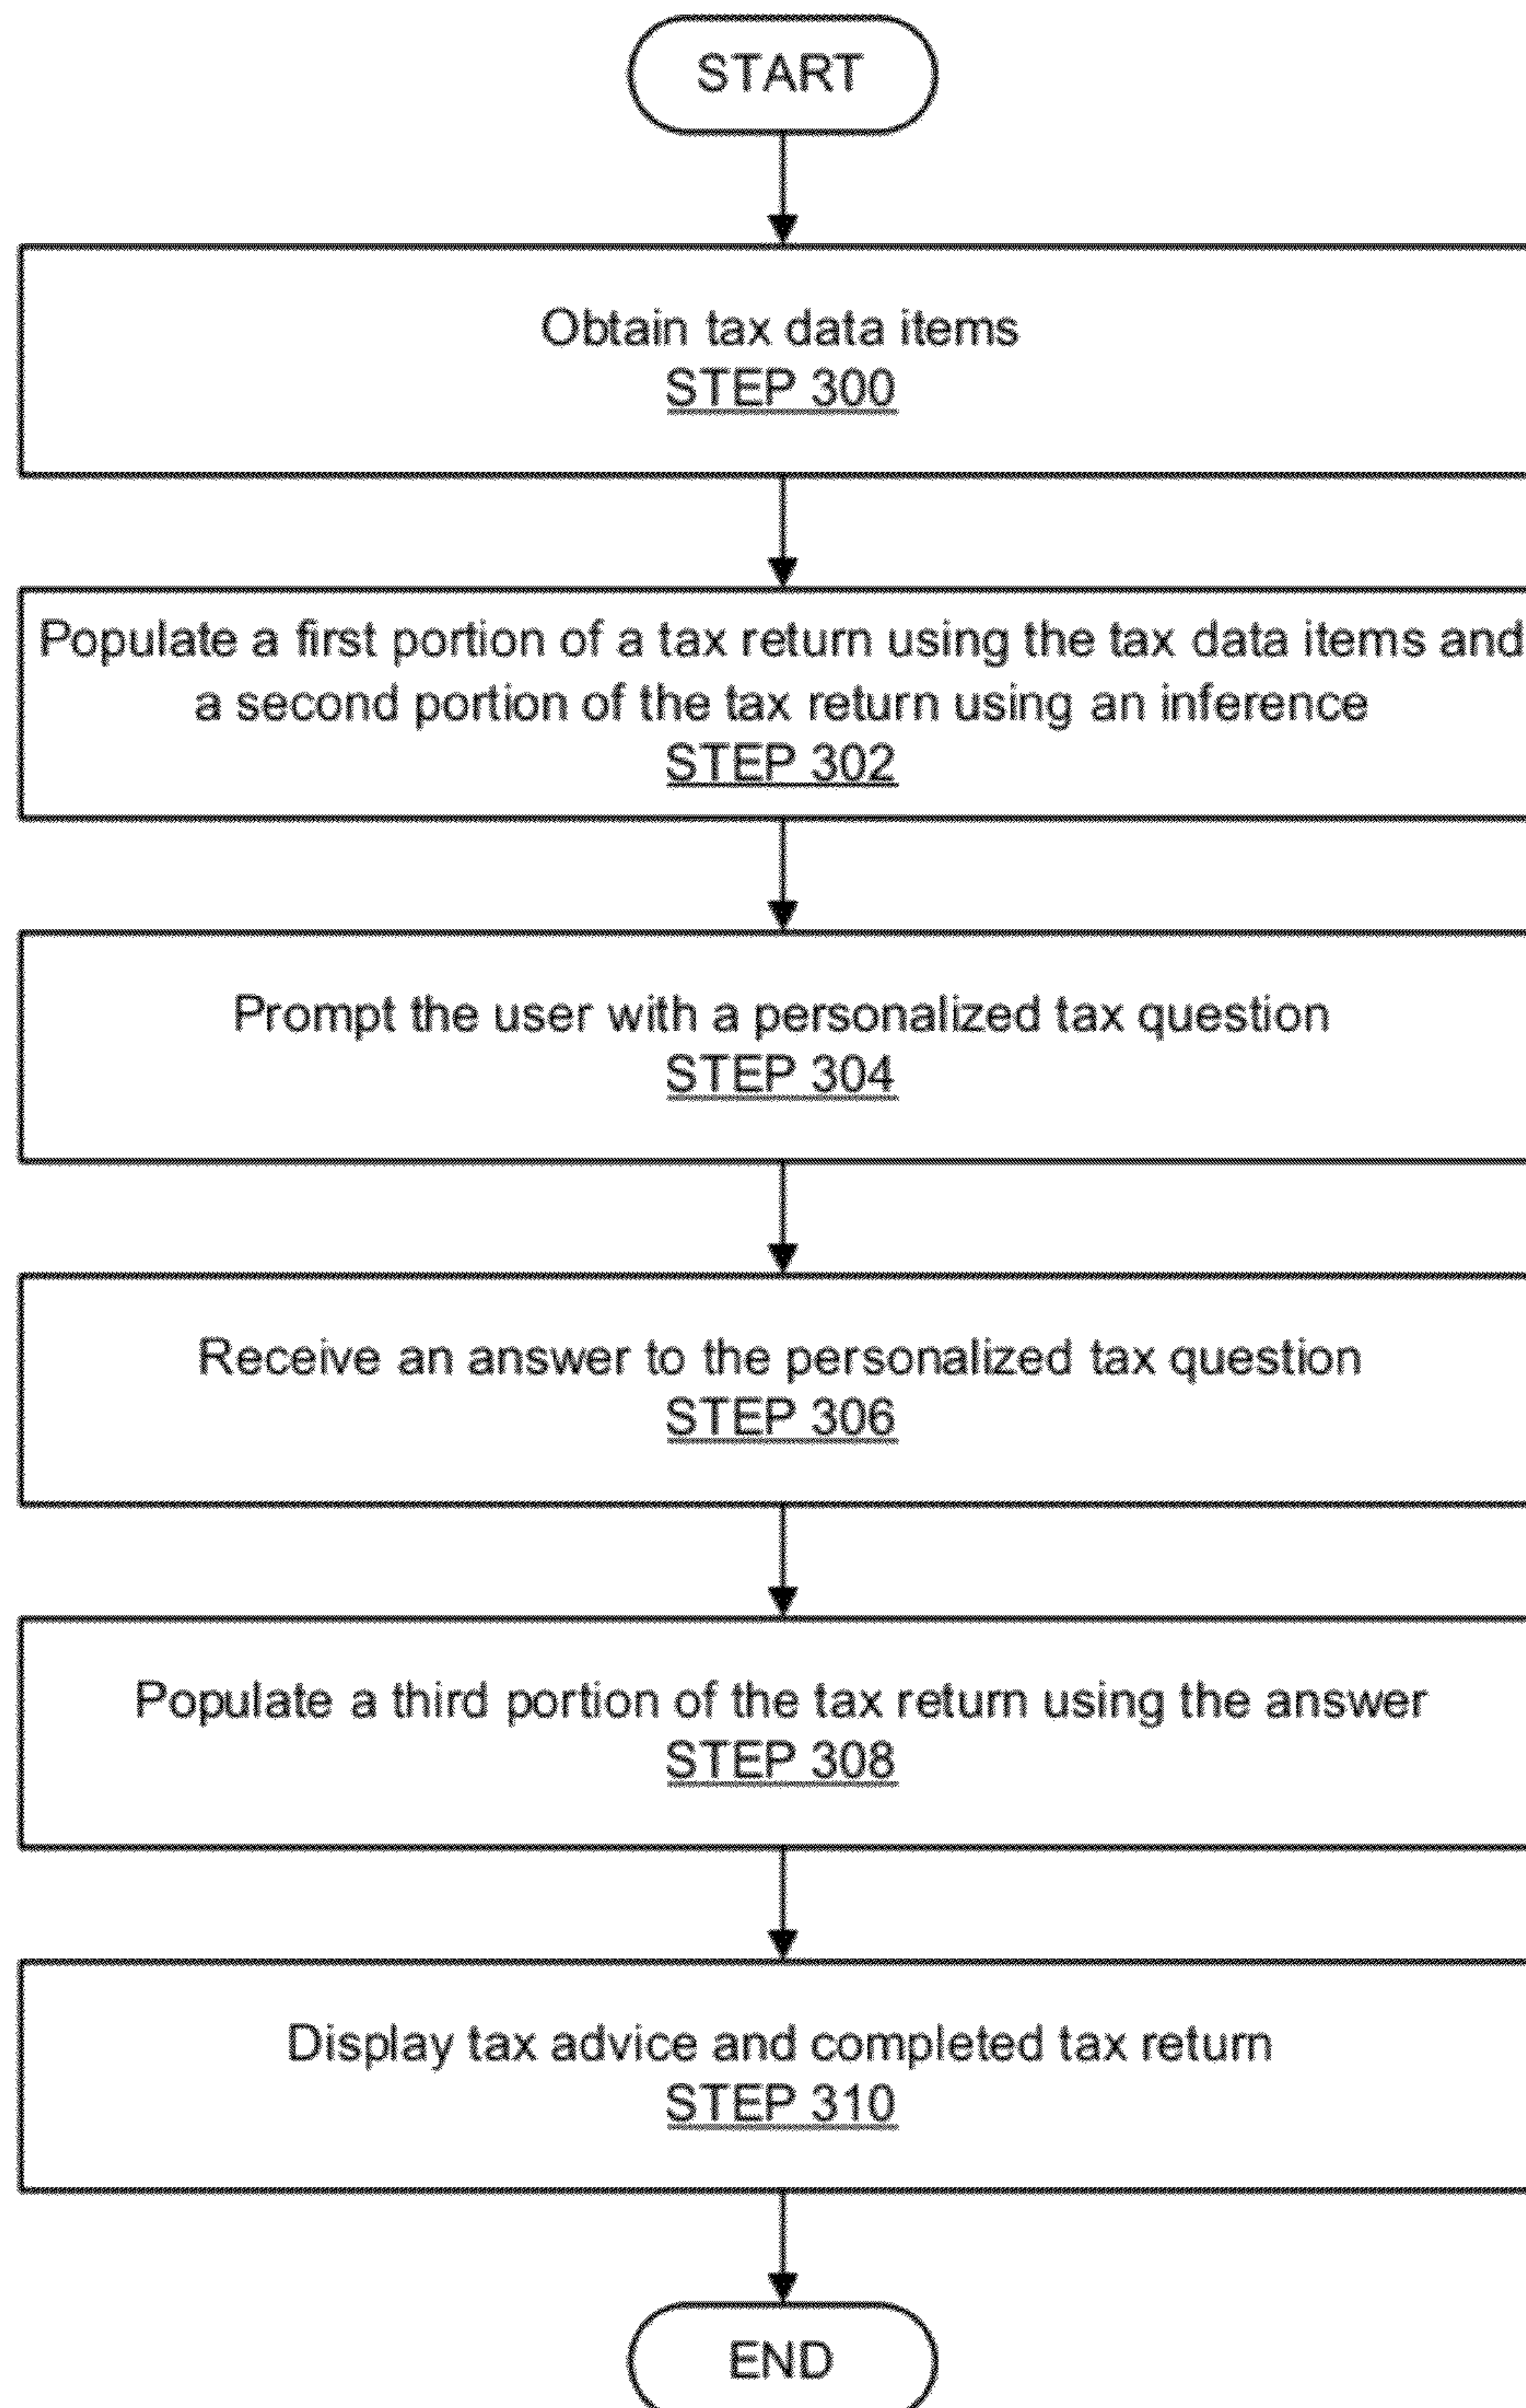 START
Obtain tax data items
STEP 300
Populate a first portion of a tax return using the tax data items and
a second portion of the tax return using an inference
STEP 302
Prompt the user with a personalized tax question
STEP 304
Receive an answer to the personalized tax question
STEP 306
Populate a third portion of the tax return using the answer
STEP 308
Display tax advice and completed tax return
STEP 310
END